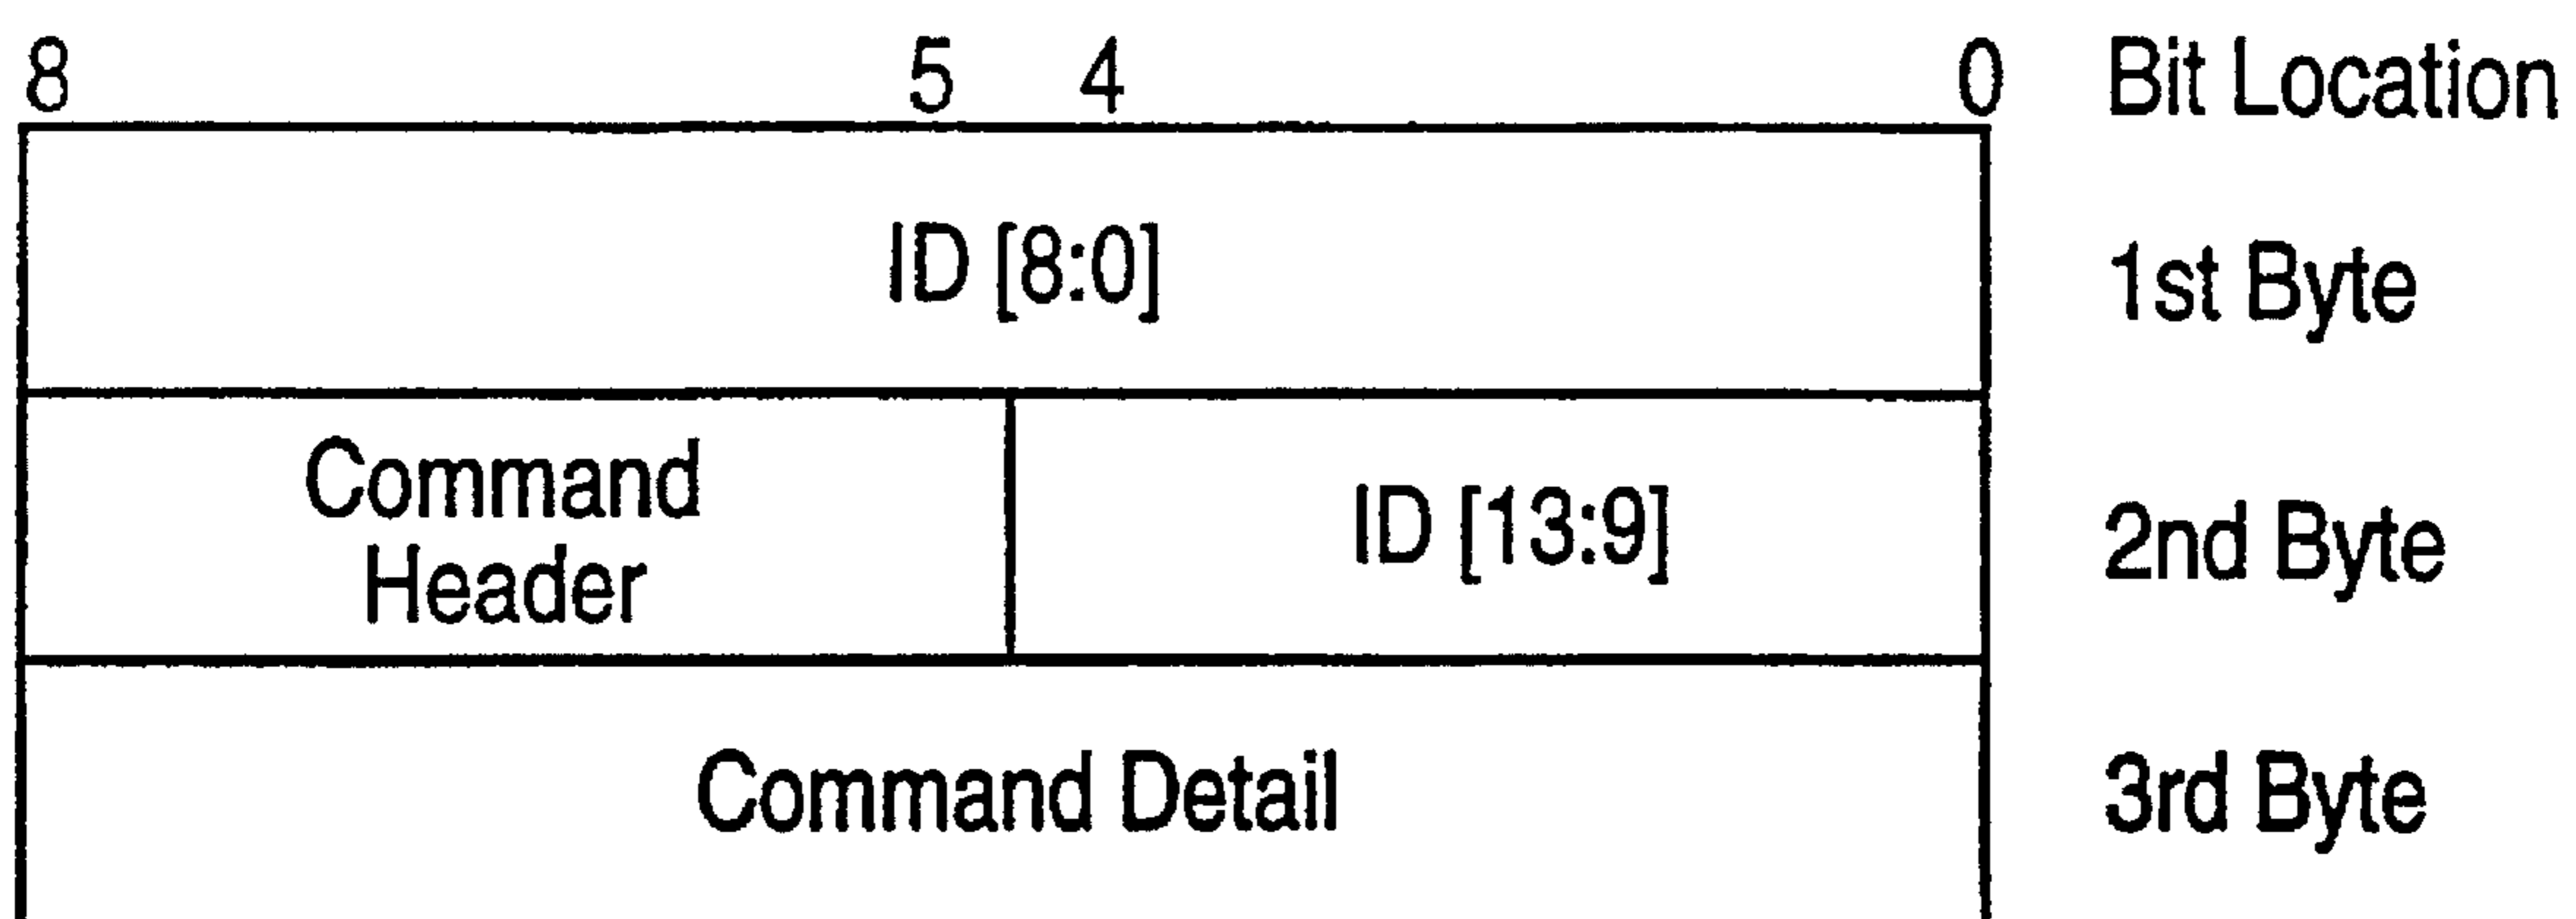 8 5 4 0 Bit Location
ID [8:0] 1st Byte
Command
Header
ID [13:9] 2nd Byte
Command Detail 3rd Byte